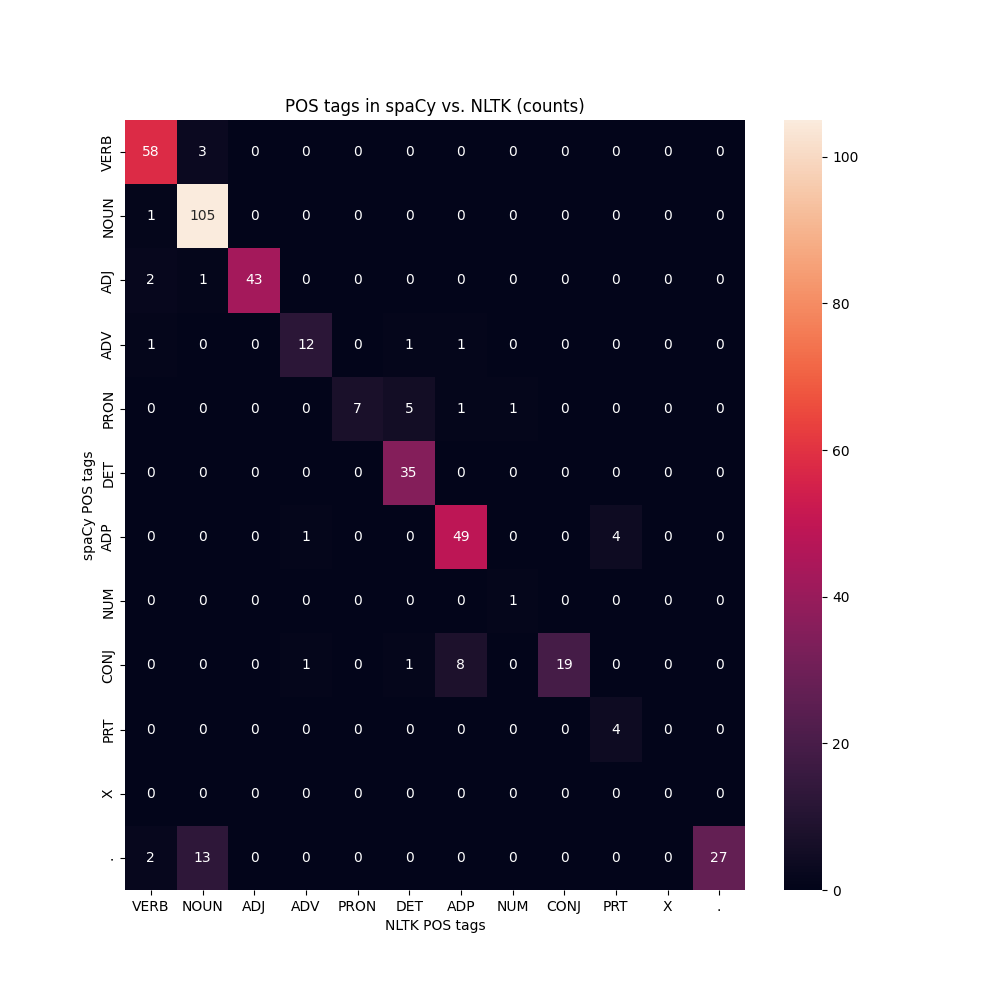 POS tags in spaCy vs. NLTK (counts)
spaCy POS tags
VERB 58 3 0 0 0 0 0 0 0 0 0 0
NOUN 1 105 0 0 0 0 0 0 0 0 0 0
ADJ 2 1 43 0 0 0 0 0 0 0 0 0
ADV 1 0 0 12 0 1 1 0 0 0 0 0
PRON 0 0 0 0 7 5 1 1 0 0 0 0
DET 0 0 0 0 0 35 0 0 0 0 0 0
ADP 0 0 0 1 0 0 49 0 0 4 0 0
NUM 0 0 0 0 0 0 0 1 0 0 0 0
CONJ 0 0 0 1 0 1 8 0 19 0 0 0
PRT 0 0 0 0 0 0 0 0 0 4 0 0
X 0 0 0 0 0 0 0 0 0 0 0 0
. 2 13 0 0 0 0 0 0 0 0 0 27
VERB NOUN ADJ ADV PRON DET ADP NUM CONJ PRT X .
NLTK POS tags
100
80
60
40
20
0